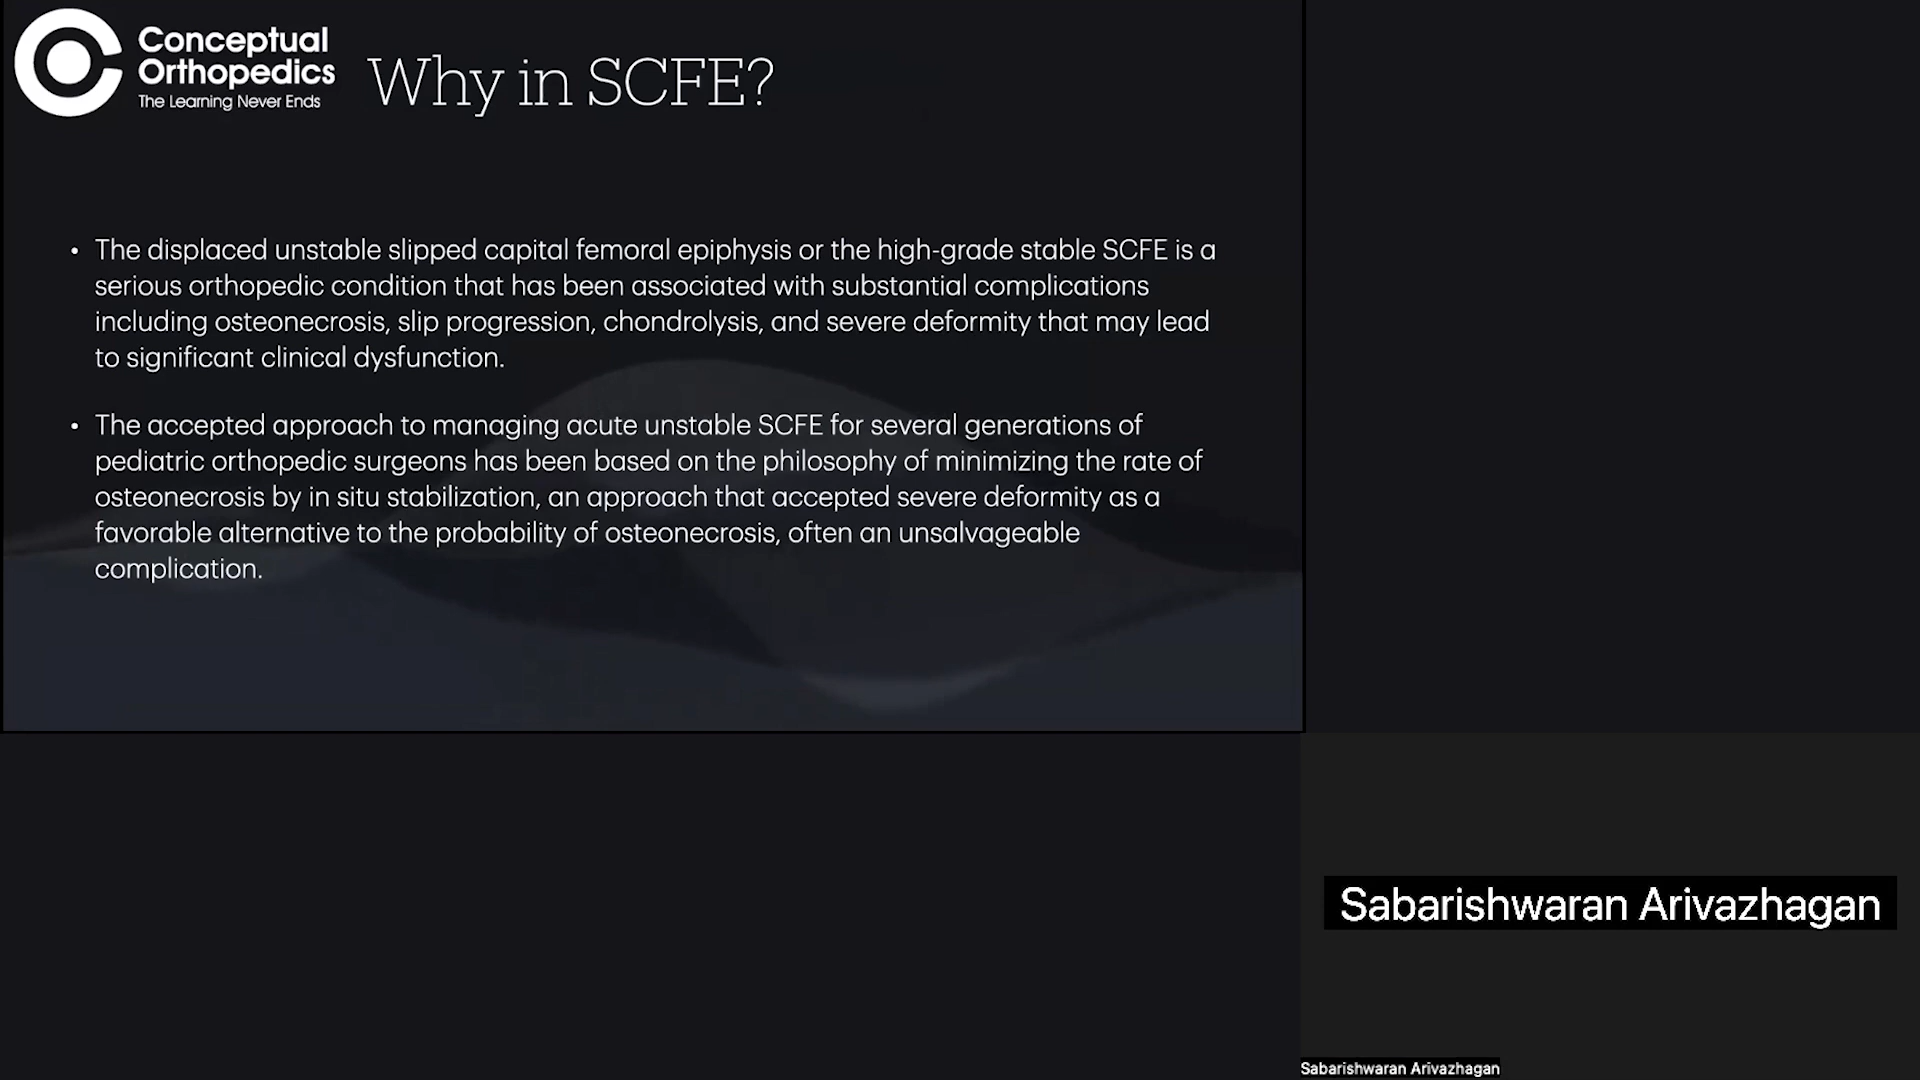 Conceptual
Orthopedics
The Learning Never Ends
Why in SCFE?
• The displaced unstable slipped capital femoral epiphysis or the high-grade stable SCFE is a
serious orthopedic condition that has been associated with substantial complications
including osteonecrosis, slip progression, chondrolysis, and severe deformity that may lead
to significant clinical dysfunction.
• The accepted approach to managing acute unstable SCFE for several generations of
pediatric orthopedic surgeons has been based on the philosophy of minimizing the rate of
osteonecrosis by in situ stabilization, an approach that accepted severe deformity as a
favorable alternative to the probability of osteonecrosis, often an unsalvageable
complication.
Sabarishwaran Arivazhagan
Sabarishwaran Arivazhagan